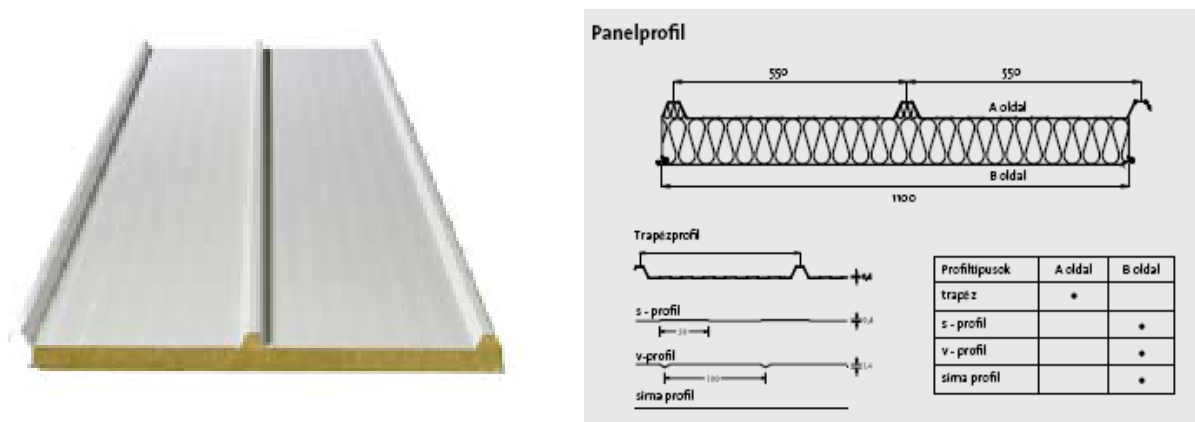 Panelprofil
550 550
A oldal
B oldal
1100
Trapézprofil
s - profil
v-profil
100
sima profil
Profiltípusok A oldal B oldal
trapéz •
s - profil •
v - profil •
sima profil •